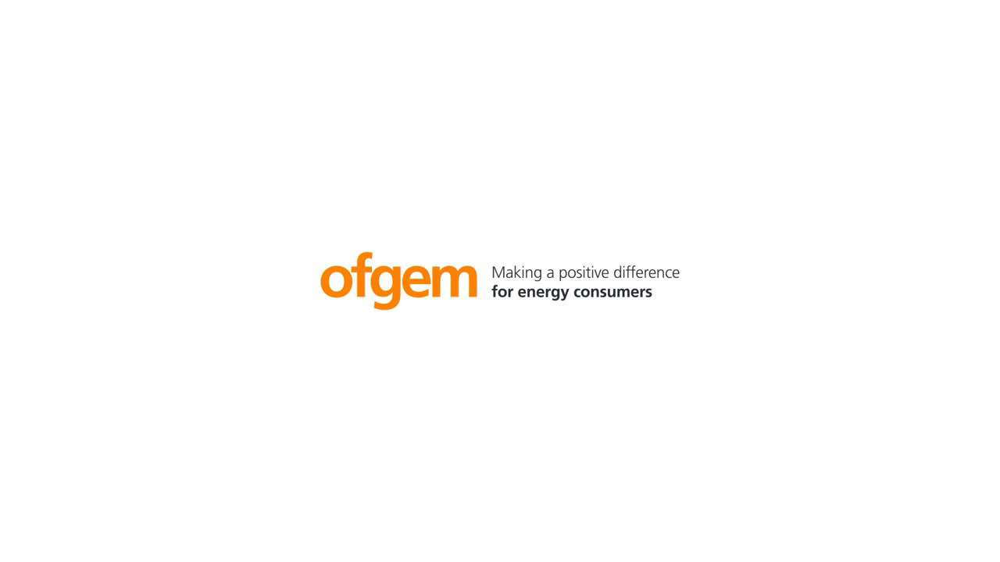 ofgem
Making a positive difference
for energy consumers